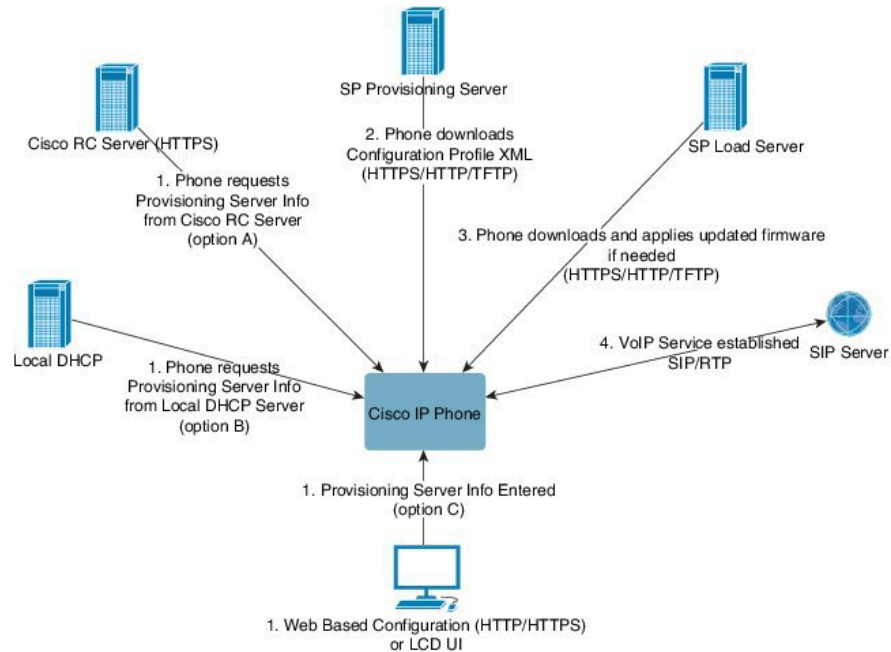 SP Provisioning Server
Cisco RC Server (HTTPS)
SP Load Server
2. Phone downloads
Configuration Profile XML
(HTTPS/HTTP/TFTP)
1. Phone requests
Provisioning Server Info
from Cisco RC Server
(option A)
3. Phone downloads and applies updated firmware
if needed
(HTTPS/HTTP/TFTP)
Local DHCP
1. Phone requests
Provisioning Server Info
from Local DHCP Server
(option B)
4. VoIP Service established
SIP/RTP
SIP Server
Cisco IP Phone
1. Provisioning Server Info Entered
(option C)
1. Web Based Configuration (HTTP/HTTPS)
or LCD UI